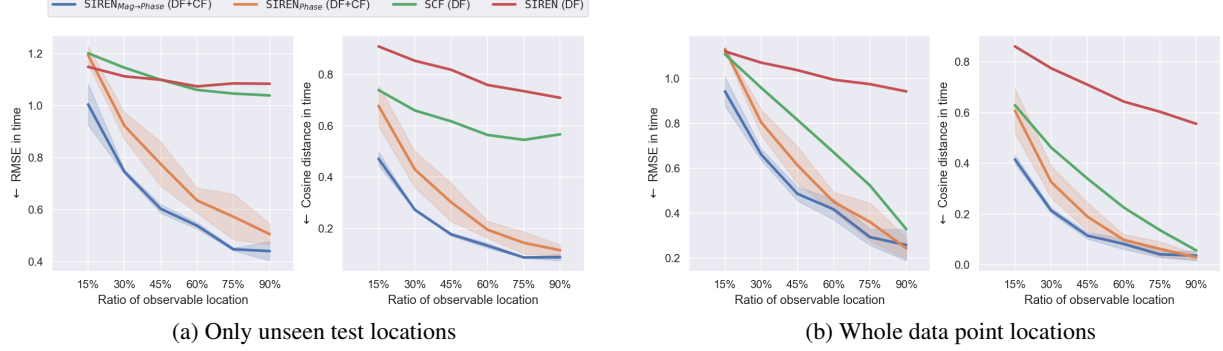 SIREN_{Mag→Phase} (DF+CF) SIREN_{Phase} (DF+CF) SCF (DF) SIREN (DF)
1.2
1.0
0.8
0.6
0.4
← RMSE in time
15% 30% 45% 60% 75% 90%
Ratio of observable location
0.8
0.6
0.4
0.2
← Cosine distance in time
15% 30% 45% 60% 75% 90%
Ratio of observable location
(a) Only unseen test locations
1.0
0.8
0.6
0.4
0.2
← RMSE in time
15% 30% 45% 60% 75% 90%
Ratio of observable location
0.8
0.6
0.4
0.2
0.0
← Cosine distance in time
15% 30% 45% 60% 75% 90%
Ratio of observable location
(b) Whole data point locations